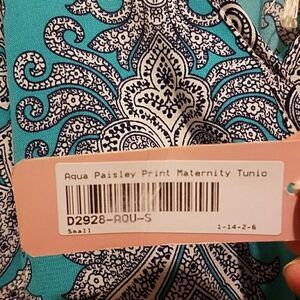 Aqua Paisley Print Maternity Tunic
D2928-AQU-S
Small 1-14-2-6